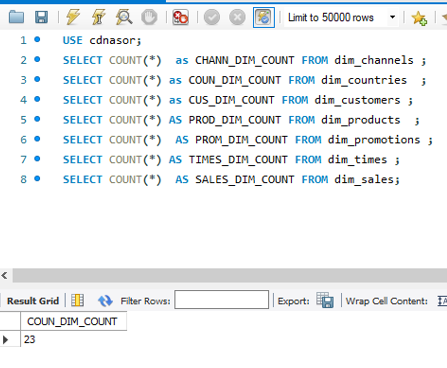 Limit to 50000 rows
1 USE cdnasor;
2 SELECT COUNT(*)  as CHANN_DIM_COUNT FROM dim_channels ;
3 SELECT COUNT(*) as COUN_DIM_COUNT FROM dim_countries  ;
4 SELECT COUNT(*) as CUS_DIM_COUNT FROM dim_customers ;
5 SELECT COUNT(*) AS PROD_DIM_COUNT FROM dim_products  ;
6 SELECT COUNT(*)  AS PROM_DIM_COUNT FROM dim_promotions ;
7 SELECT COUNT(*) AS TIMES_DIM_COUNT FROM dim_times ;
8 SELECT COUNT(*)  AS SALES_DIM_COUNT FROM dim_sales;
Result Grid Filter Rows: Export: Wrap Cell Content:
COUN_DIM_COUNT
23